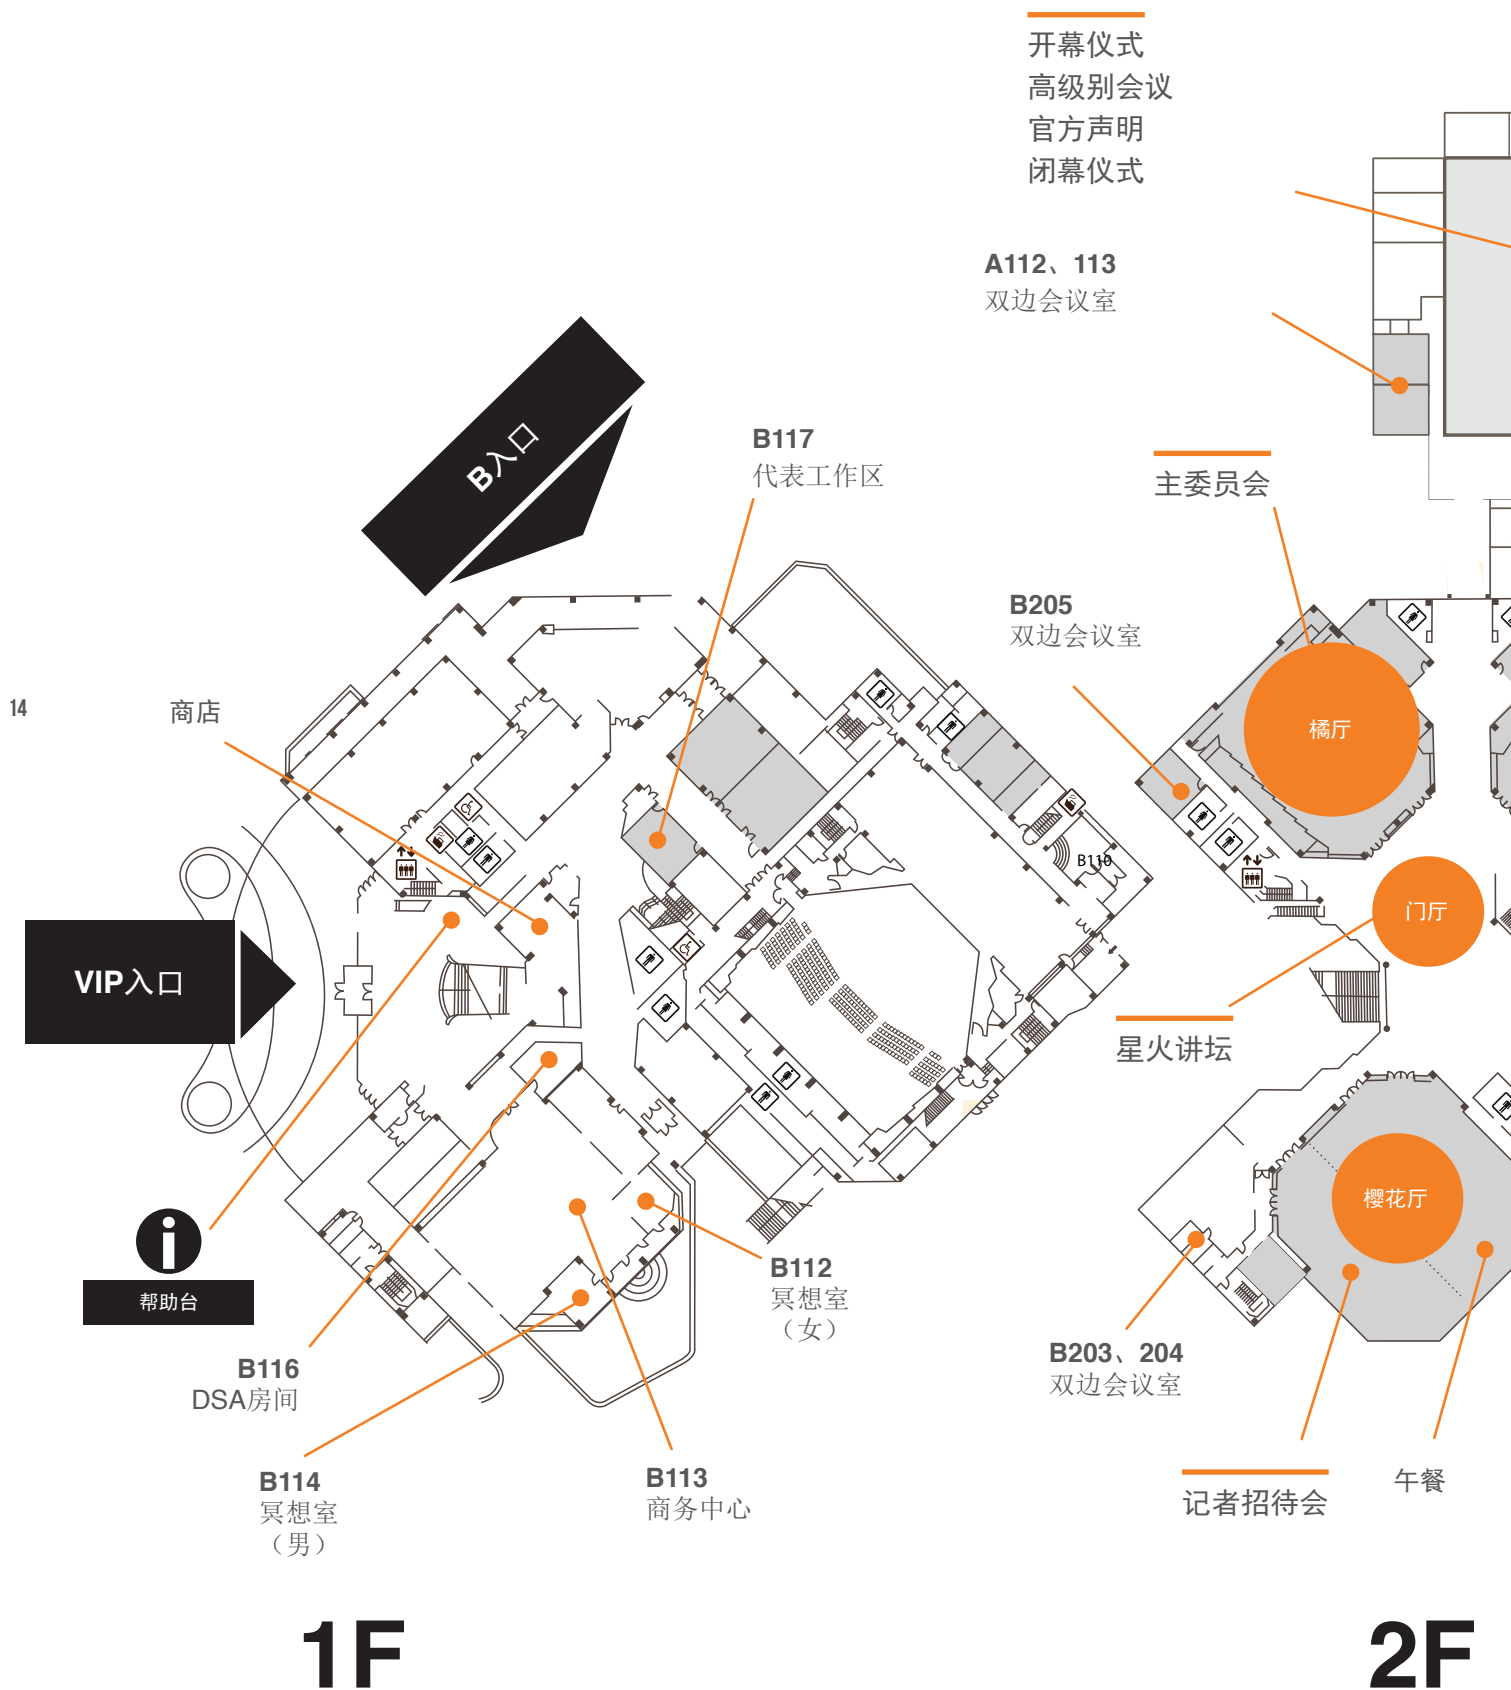 开幕仪式
高级别会议
官方声明
闭幕仪式
A112、113
双边会议室
B入口
B117
代表工作区
主委员会
B205
双边会议室
14
商店
橘厅
B110
门厅
VIP入口
星火讲坛
樱花厅
i
帮助台
B112
冥想室
（女）
B203、204
双边会议室
B116
DSA房间
B114
冥想室
（男）
B113
商务中心
午餐
记者招待会
1F
2F